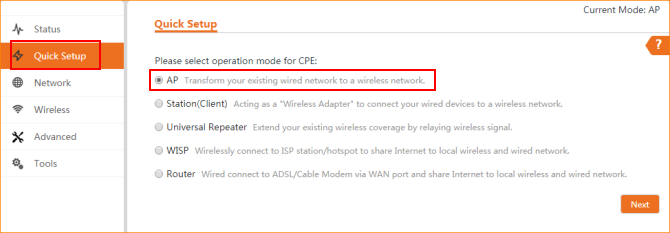 Current Mode: AP
Status
Quick Setup
Network
Wireless
Advanced
Tools
Quick Setup
?
Please select operation mode for CPE:
AP Transform your existing wired network to a wireless network.
Station(Client) Acting as a "Wireless Adapter" to connect your wired devices to a wireless network.
Universal Repeater Extend your existing wireless coverage by relaying wireless signal.
WISP Wirelessly connect to ISP station/hotspot to share Internet to local wireless and wired network.
Router Wired connect to ADSL/Cable Modem via WAN port and share Internet to local wireless and wired network.
Next